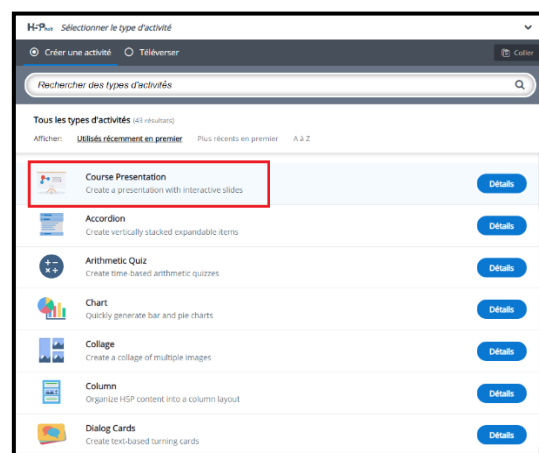 H5P hub Sélectionner le type d'activité
Créer une activité Téléverser Coller
Rechercher des types d'activités
Tous les types d'activités (43 résultats)
Afficher: Utilisés récemment en premier Plus récents en premier A à Z
Course Presentation
Create a presentation with interactive slides
Détails
Accordion
Create vertically stacked expandable items
Détails
Arithmetic Quiz
Create time-based arithmetic quizzes
Détails
Chart
Quickly generate bar and pie charts
Détails
Collage
Create a collage of multiple images
Détails
Column
Organize H5P content into a column layout
Détails
Dialog Cards
Create text-based turning cards
Détails